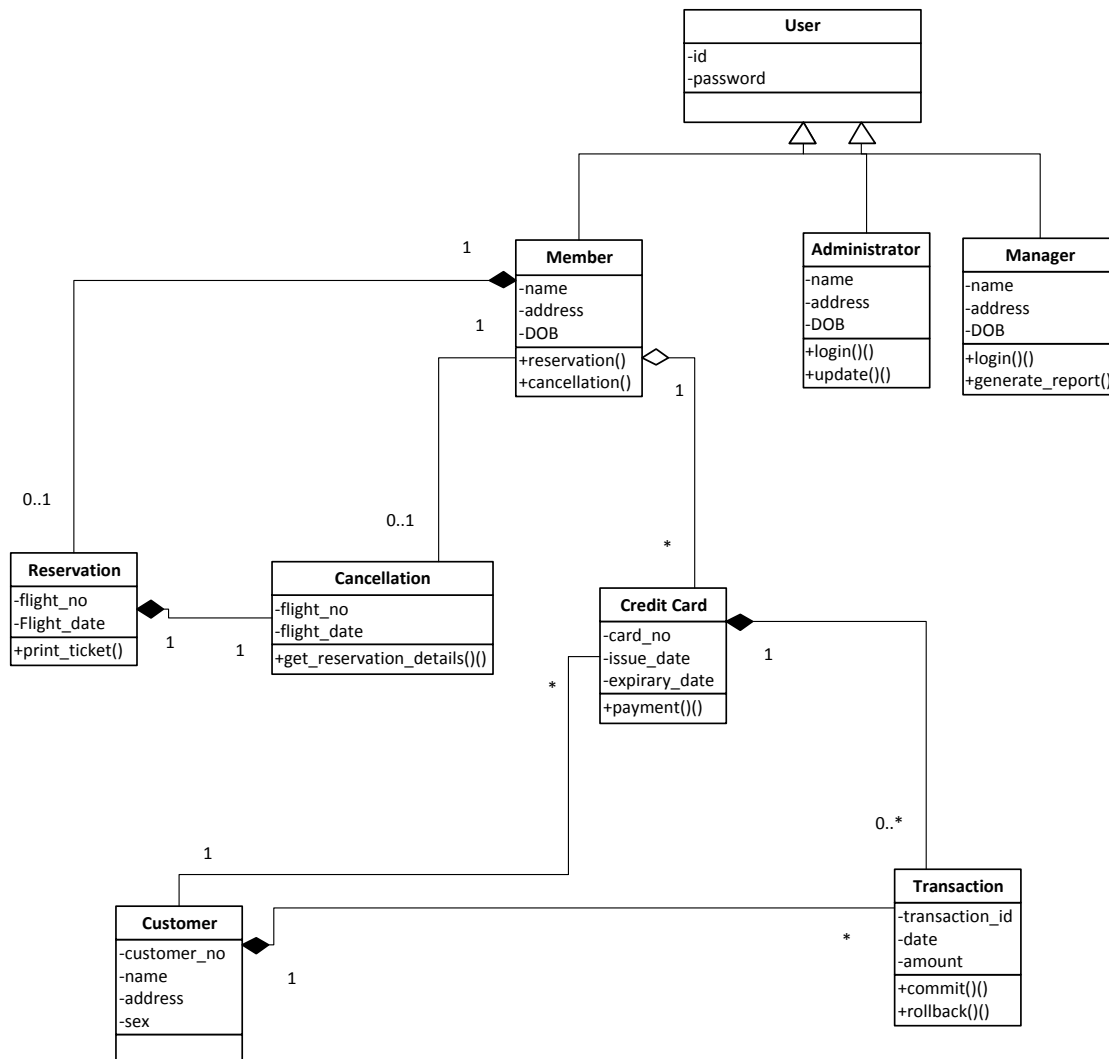 User
-id
-password
1
Member
-name
-address
-DOB
+reservation()
+cancellation()
Administrator
-name
-address
-DOB
+login()()
+update()()
Manager
-name
-address
-DOB
+login()()
+generate_report()
1
1
0..1
0..1
*
Reservation
-flight_no
-Flight_date
+print_ticket()
1
1
Cancellation
-flight_no
-flight_date
+get_reservation_details()()
Credit Card
-card_no
-issue_date
-expirary_date
+payment()()
1
*
0..*
1
Customer
-customer_no
-name
-address
-sex
1
*
Transaction
-transaction_id
-date
-amount
+commit()()
+rollback()()